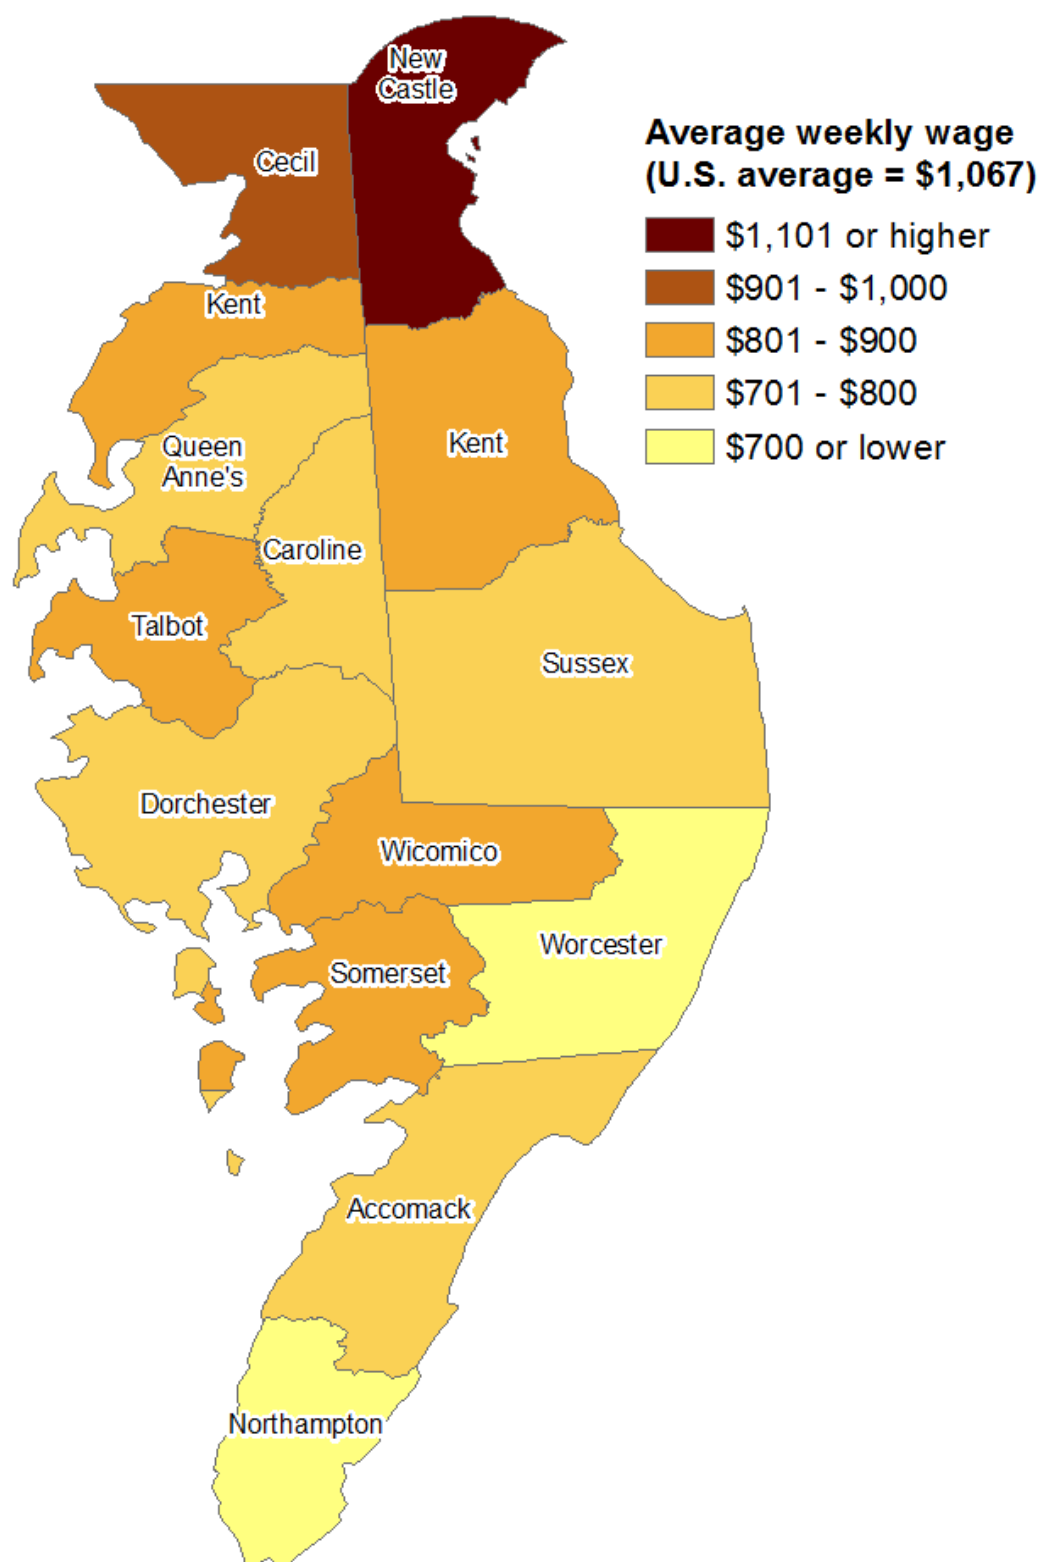 New
Castle
Average weekly wage
(U.S. average = $1,067)
Cecil
$1,101 or higher
$901 - $1,000
Kent
$801 - $900
$701 - $800
Queen
Anne's
Kent
$700 or lower
Caroline
Talbot
Sussex
Dorchester
Wicomico
Worcester
Somerset
Accomack
Northampton